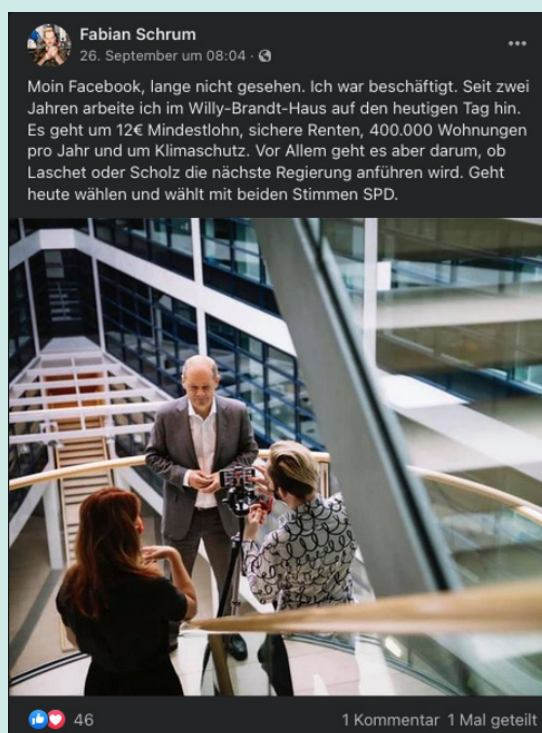 Fabian Schrum
26. September um 08:04 ·
Moin Facebook, lange nicht gesehen. Ich war beschäftigt. Seit zwei
Jahren arbeite ich im Willy-Brandt-Haus auf den heutigen Tag hin.
Es geht um 12€ Mindestlohn, sichere Renten, 400.000 Wohnungen
pro Jahr und um Klimaschutz. Vor Allem geht es aber darum, ob
Laschet oder Scholz die nächste Regierung anführen wird. Geht
heute wählen und wählt mit beiden Stimmen SPD.
46
1 Kommentar 1 Mal geteilt